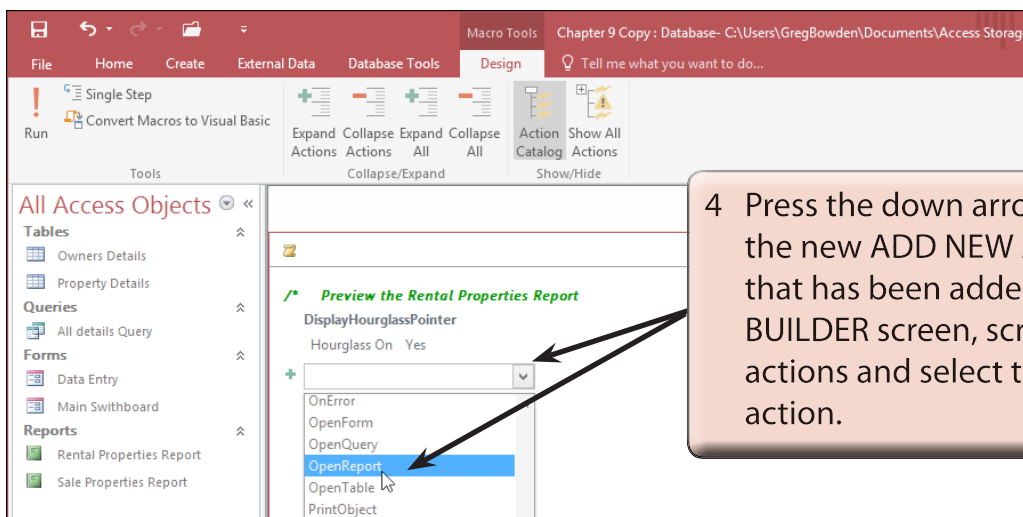 Macro Tools
Chapter 9 Copy : Database- C:\Users\GregBowden\Documents\Access Storage
File Home Create External Data Database Tools Design Tell me what you want to do...
Run
Single Step
Convert Macros to Visual Basic
Tools
Expand Actions
Collapse Actions
Expand All
Collapse All
Collapse/Expand
Action Catalog
Show All Actions
Show/Hide
All Access Objects
Tables
Owners Details
Property Details
Queries
All details Query
Forms
Data Entry
Main Swithboard
Reports
Rental Properties Report
Sale Properties Report
/* Preview the Rental Properties Report
DisplayHourglassPointer
Hourglass On Yes
OnError
OpenForm
OpenQuery
OpenReport
OpenTable
PrintObject
4 Press the down
the new ADD NEW
that has been
BUILDER screen,
actions and select
action.